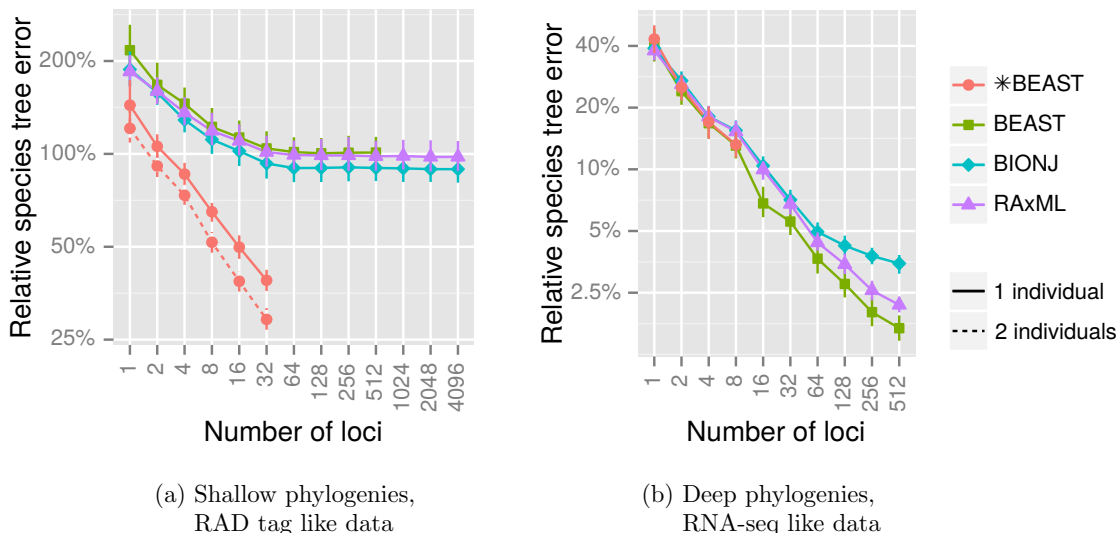 Relative species tree error
200%
100%
50%
25%
1
2
4
8
16
32
64
128
256
512
1024
2048
4096
Number of loci
(a) Shallow phylogenies,
RAD tag like data
Relative species tree error
40%
20%
10%
5%
2.5%
1
2
4
8
16
32
64
128
256
512
Number of loci
(b) Deep phylogenies,
RNA-seq like data
✳BEAST
BEAST
BIONJ
RAxML
1 individual
2 individuals